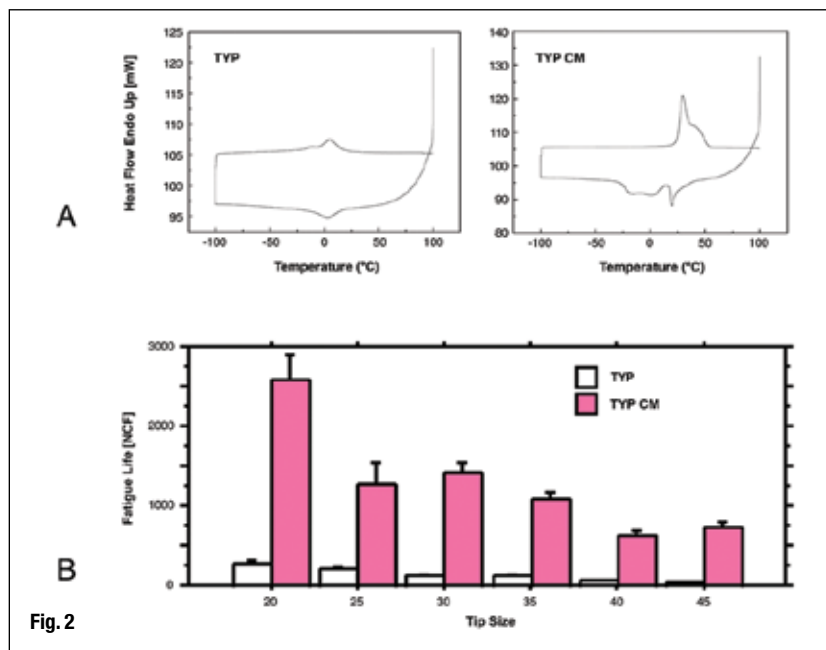 TYP
TYP CM
Heat Flow Endo Up [mW]
125
120
115
110
105
100
95
140
130
120
110
100
90
80
-100
-50
0
50
100
-100
-50
0
50
100
Temperature (°C)
Temperature (°C)
A
3000
2000
1000
0
Fatigue Life [NCF]
TYP
TYP CM
20
25
30
35
40
45
Tip Size
B
Fig. 2